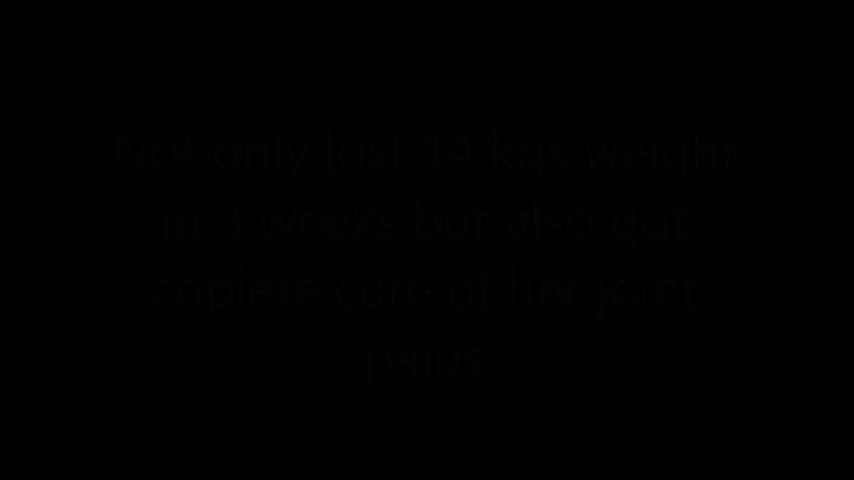 Not only lost 14 kgs weight
in 3 weeks but also got
coplete cure of her joint
pains